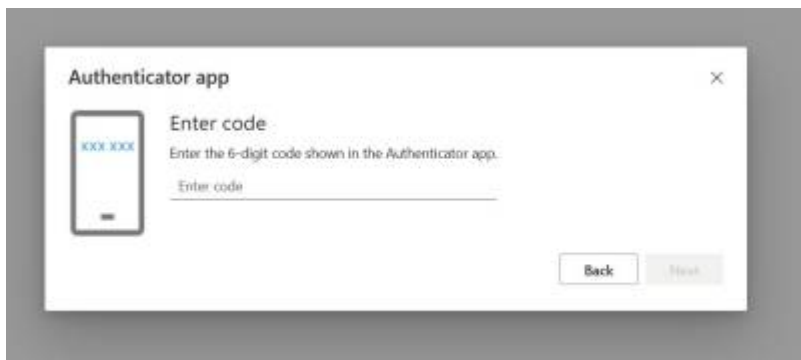 Authenticator app
XXX XXX
Enter code
Enter the 6-digit code shown in the Authenticator app.
Enter code
Back
Next